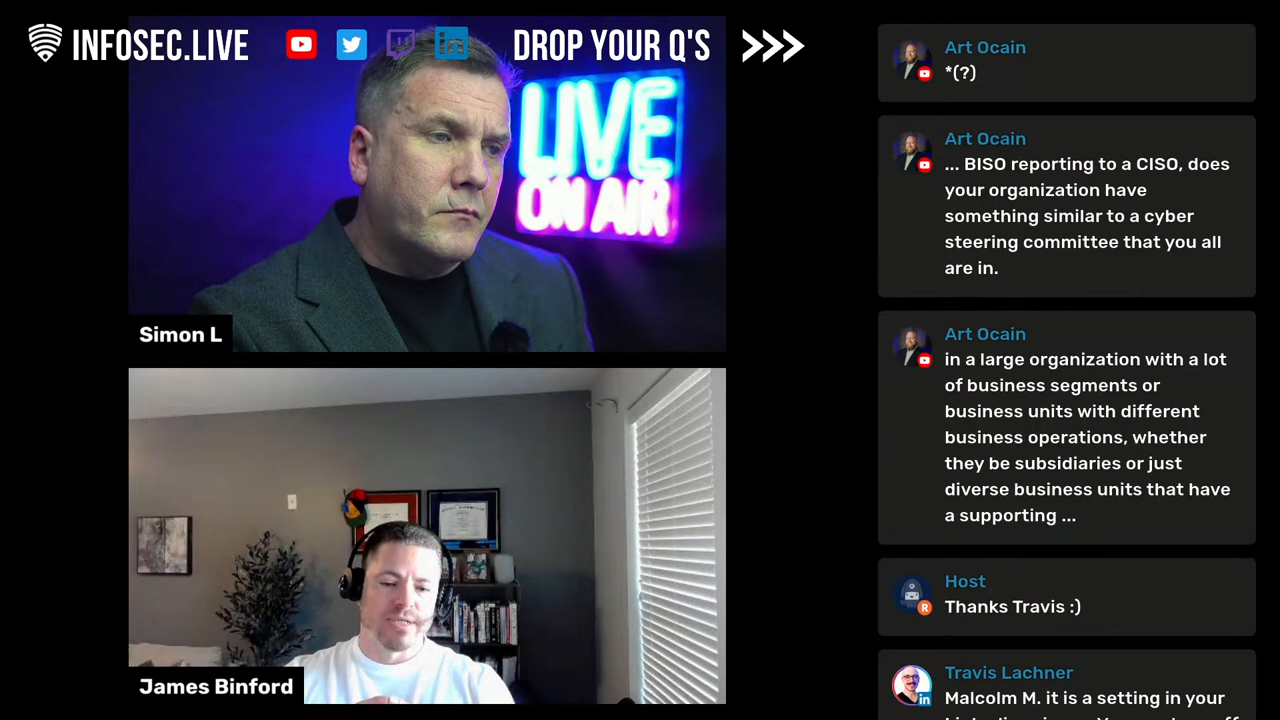 INFOSEC.LIVE
DROP YOUR Q'S
LIVE
ON AIR
Simon L
James Binford
Art Ocain
*(?)
Art Ocain
... BISO reporting to a CISO, does
your organization have
something similar to a cyber
steering committee that you all
are in.
Art Ocain
in a large organization with a lot
of business segments or
business units with different
business operations, whether
they be subsidiaries or just
diverse business units that have
a supporting ...
Host
R
Thanks Travis :)
Travis Lachner
in
Malcolm M. it is a setting in your